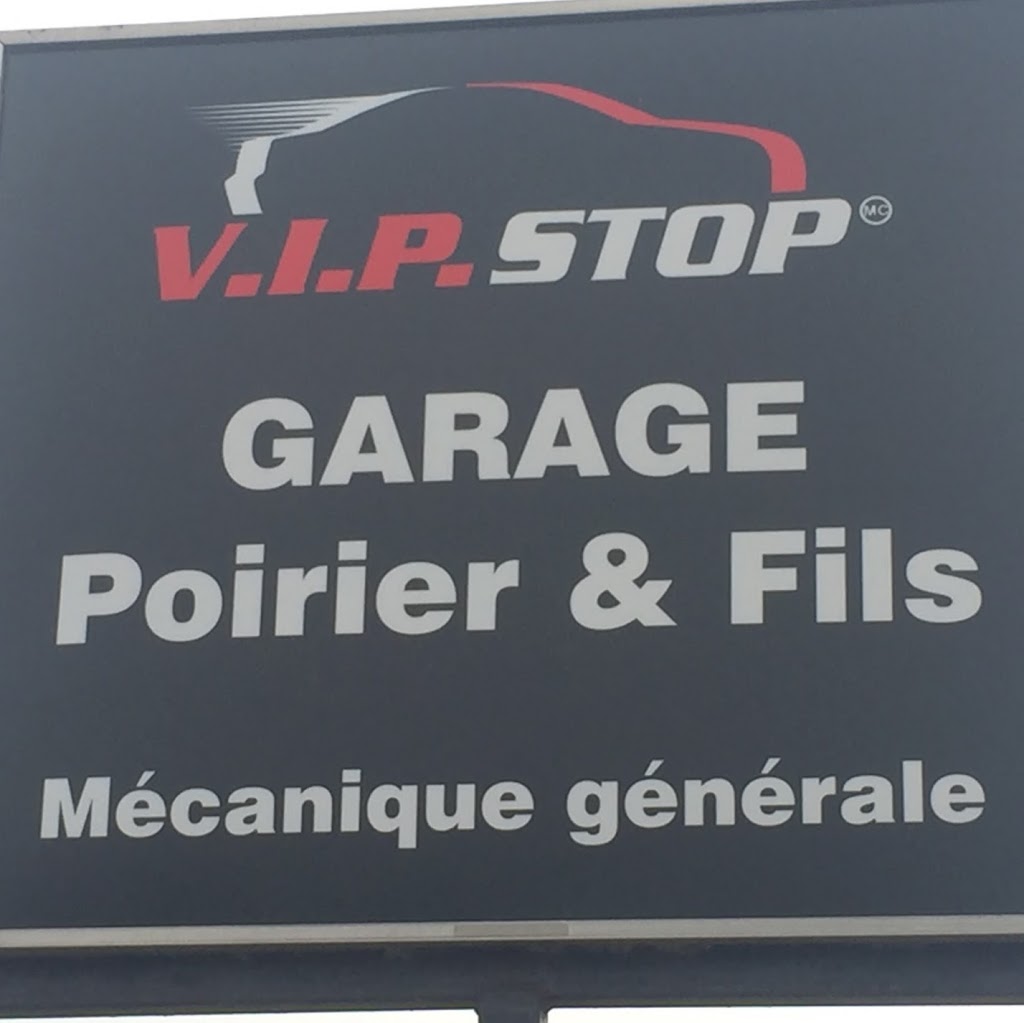 V.I.P. STOP MC
GARAGE
Poirier & Fils
Mécanique générale